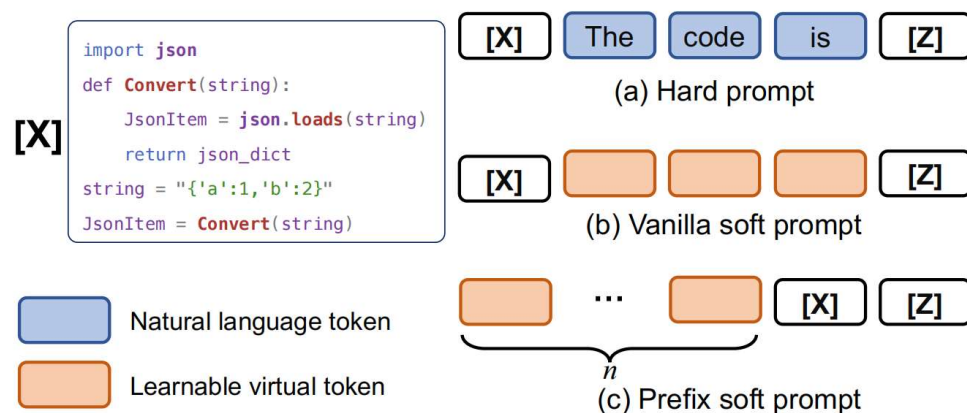 [X]
import json
def Convert(string):
    JsonItem = json.loads(string)
    return json_dict
string = "{'a':1,'b':2}"
JsonItem = Convert(string)
Natural language token
Learnable virtual token
[X] The code is [Z]
(a) Hard prompt
[X] [Z]
(b) Vanilla soft prompt
... [X] [Z]
n
(c) Prefix soft prompt